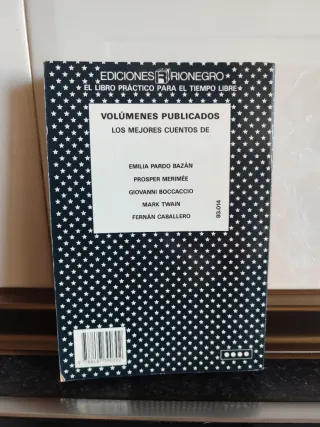 EDICIONES R RIONEGRO
EL LIBRO PRÁCTICO PARA EL TIEMPO LIBRE
VOLÚMENES PUBLICADOS
LOS MEJORES CUENTOS DE
EMILIA PARDO BAZÁN
PROSPER MERIMÉE
GIOVANNI BOCCACCIO
MARK TWAIN
FERNÁN CABALLERO
93-014